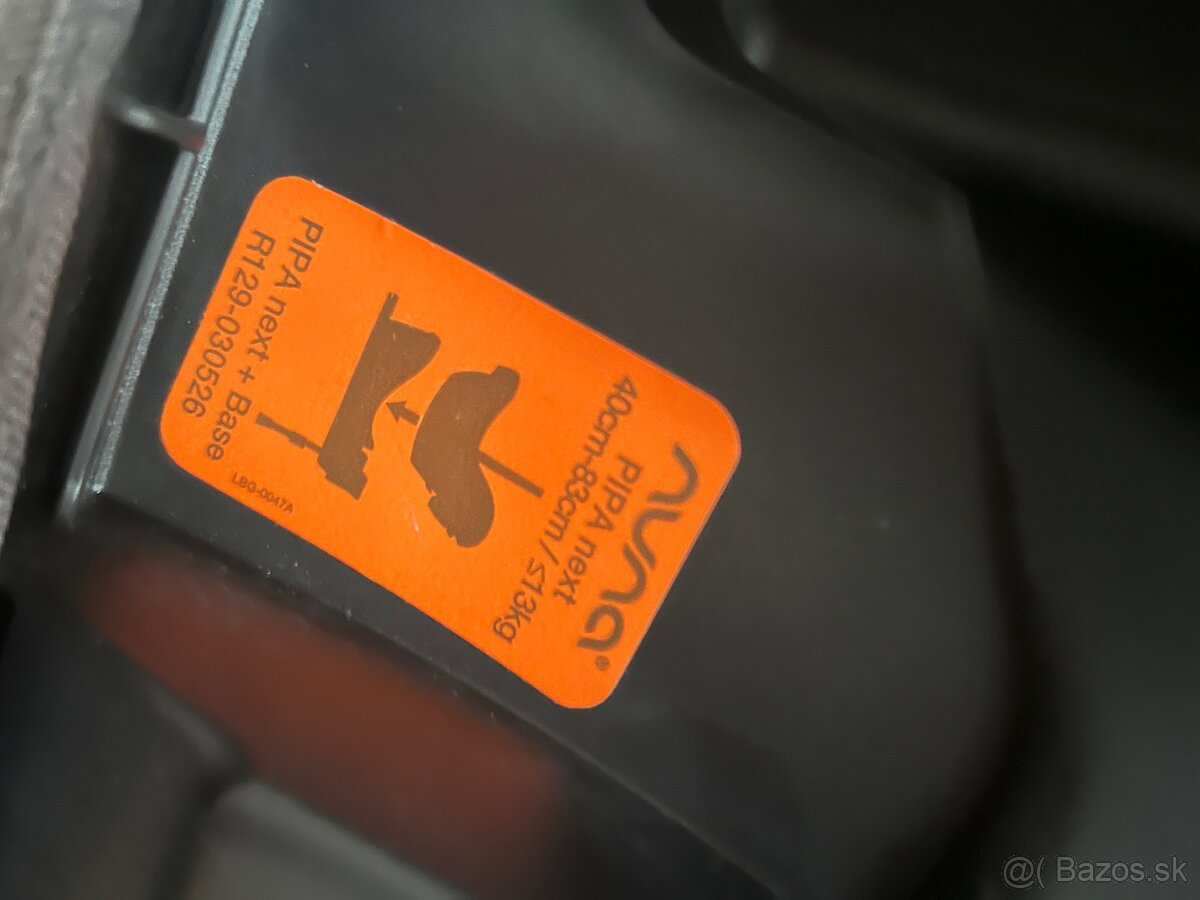 nuna®
PIPA next
40cm-83cm / ≤13kg
PIPA next + Base
R129-030526
LBG-0047A
@( Bazos.sk